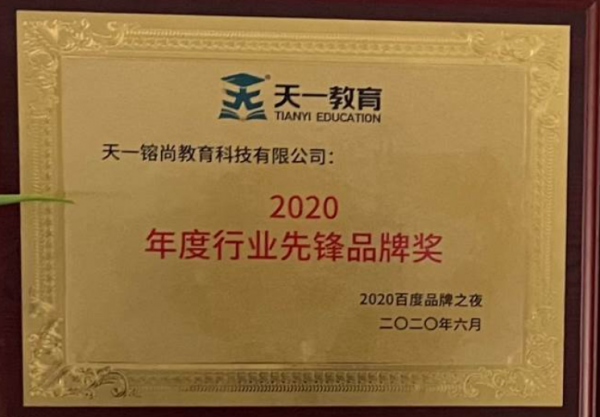 天一教育
TIANYI EDUCATION
天一镕尚教育科技有限公司：
2020
年度行业先锋品牌奖
2020百度品牌之夜
二〇二〇年六月